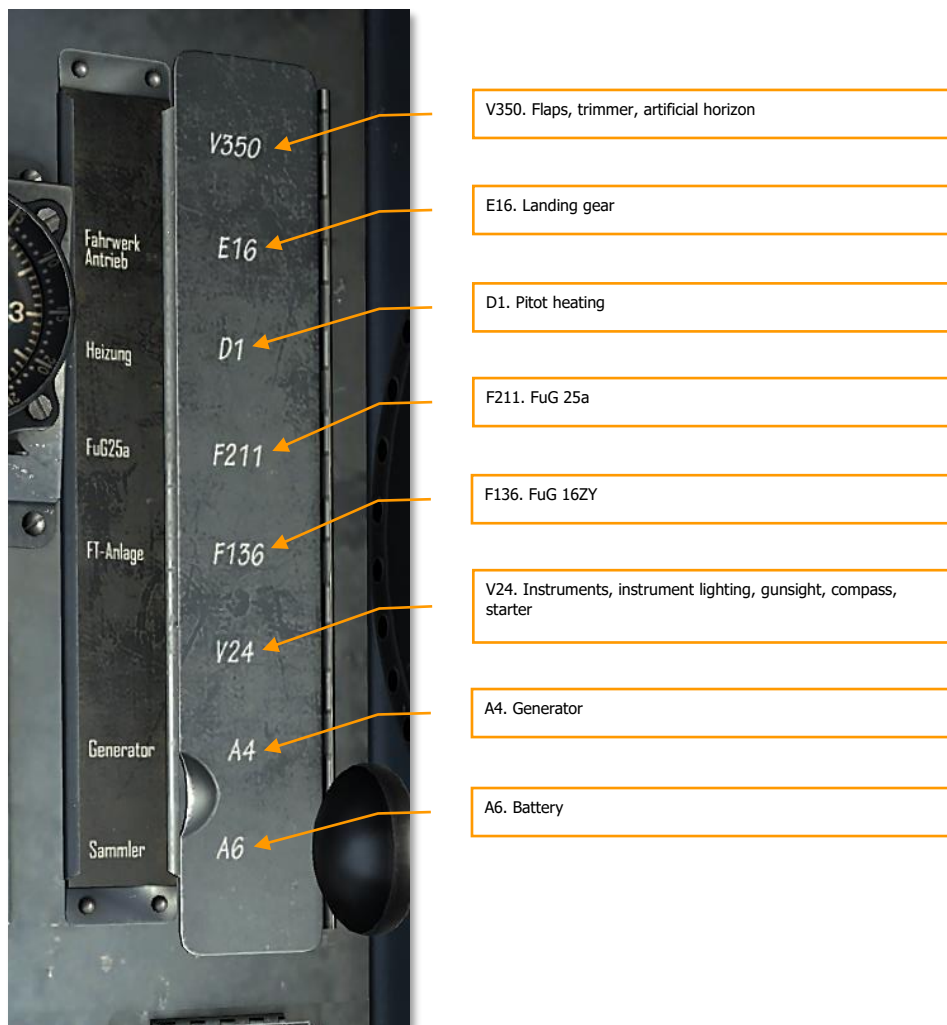 V350
V350. Flaps, trimmer, artificial horizon
Fahrwerk
Antrieb
E16
E16. Landing gear
3
Heizung
D1
D1. Pitot heating
FuG25a
F211
F211. FuG 25a
FT-Anlage
F136
F136. FuG 16ZY
V24
V24. Instruments, instrument lighting, gunsight, compass,
starter
Generator
A4
A4. Generator
Sammler
A6
A6. Battery